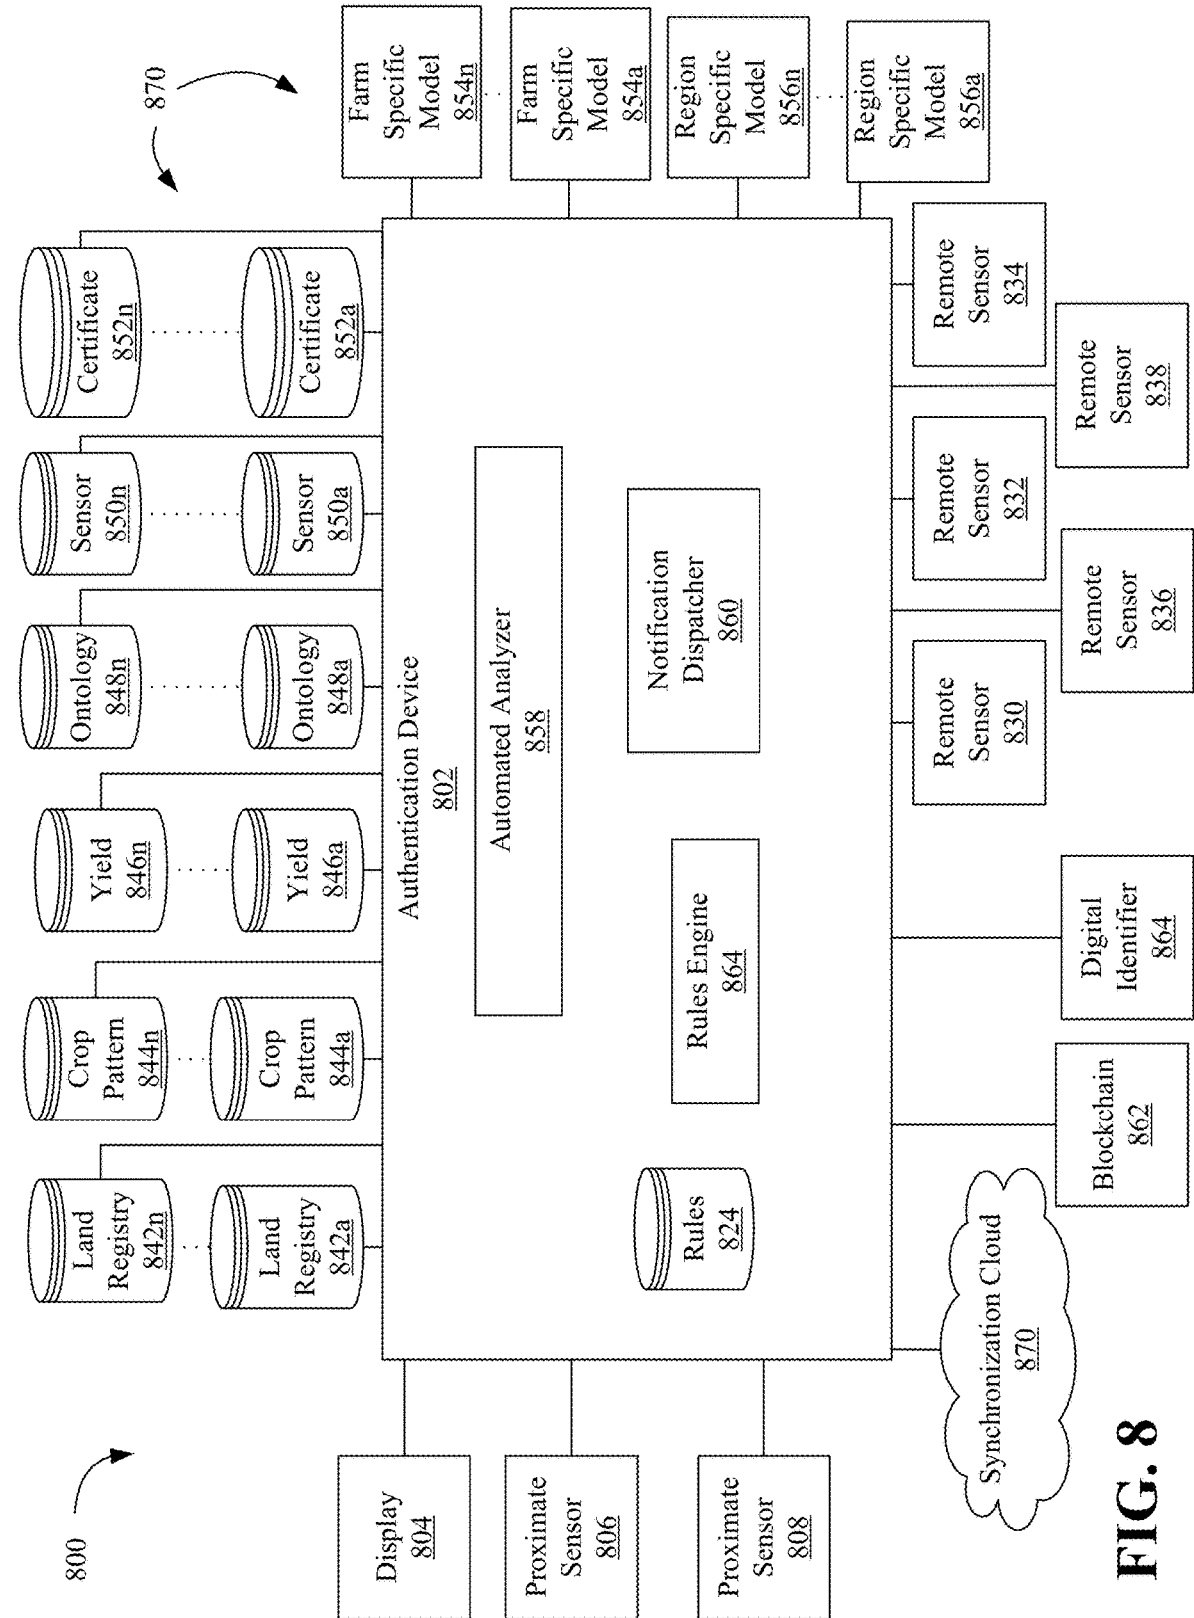 800
870
Land
Registry
842n
Crop
Pattern
844n
Yield
846n
Ontology
848n
Sensor
850n
Certificate
852n
Land
Registry
842a
Crop
Pattern
844a
Yield
846a
Ontology
848a
Sensor
850a
Certificate
852a
Display
804
Proximate
Sensor
806
Proximate
Sensor
808
Authentication Device
802
Automated Analyzer
858
Rules
824
Rules Engine
864
Notification
Dispatcher
860
Farm
Specific
Model
854n
Farm
Specific
Model
854a
Region
Specific
Model
856n
Region
Specific
Model
856a
Synchronization Cloud
870
Blockchain
862
Digital
Identifier
864
Remote
Sensor
830
Remote
Sensor
832
Remote
Sensor
834
Remote
Sensor
836
Remote
Sensor
838
FIG. 8